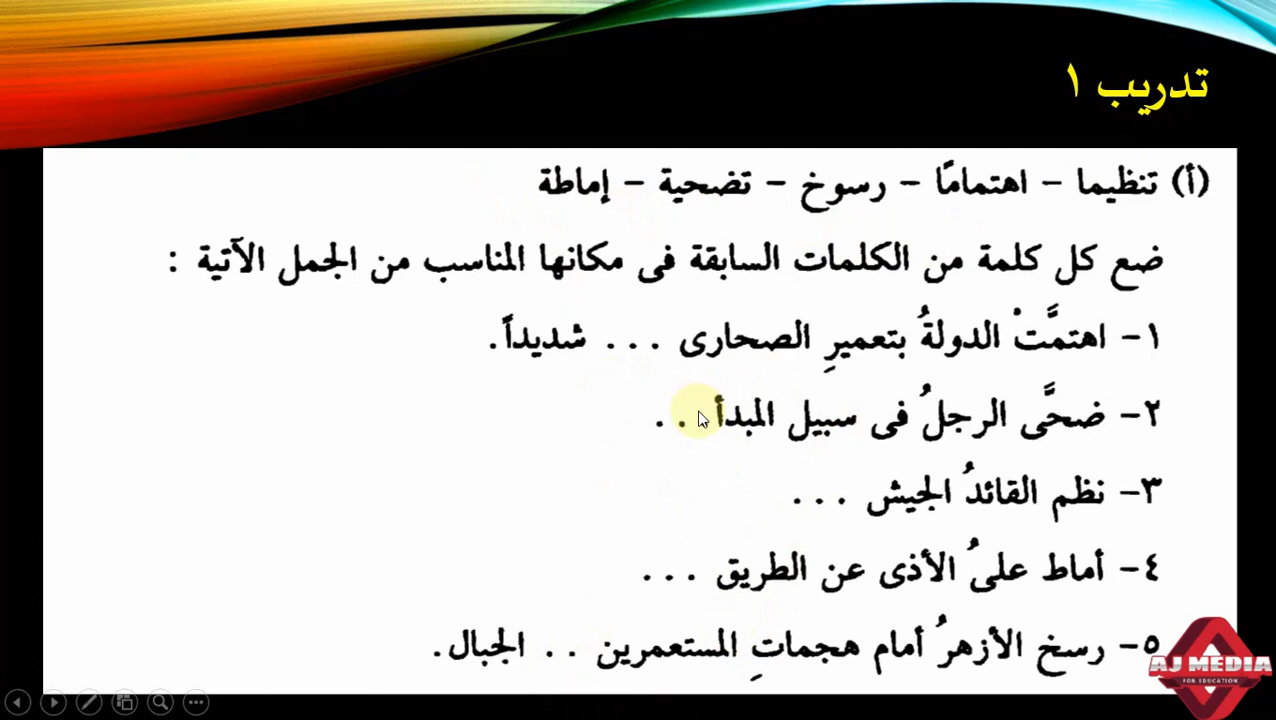 تدريب ١
(أ) تنظيما – اهتمامًا – رسوخ – تضحية – إماطة
ضع كل كلمة من الكلمات السابقة فى مكانها المناسب من الجمل الآتية :
١– اهتمَّتْ الدولةُ بتعميرِ الصحارى ... شديداً.
٢– ضحَّى الرجلُ فى سبيل المبدأ . .
٣– نظم القائدُ الجيش ...
٤– أماط علىُ الأذى عن الطريق ...
٥– رسخ الأزهرُ أمام هجماتِ المستعمرين . . الجبال.
AJ MEDIA
FOR EDUCATION